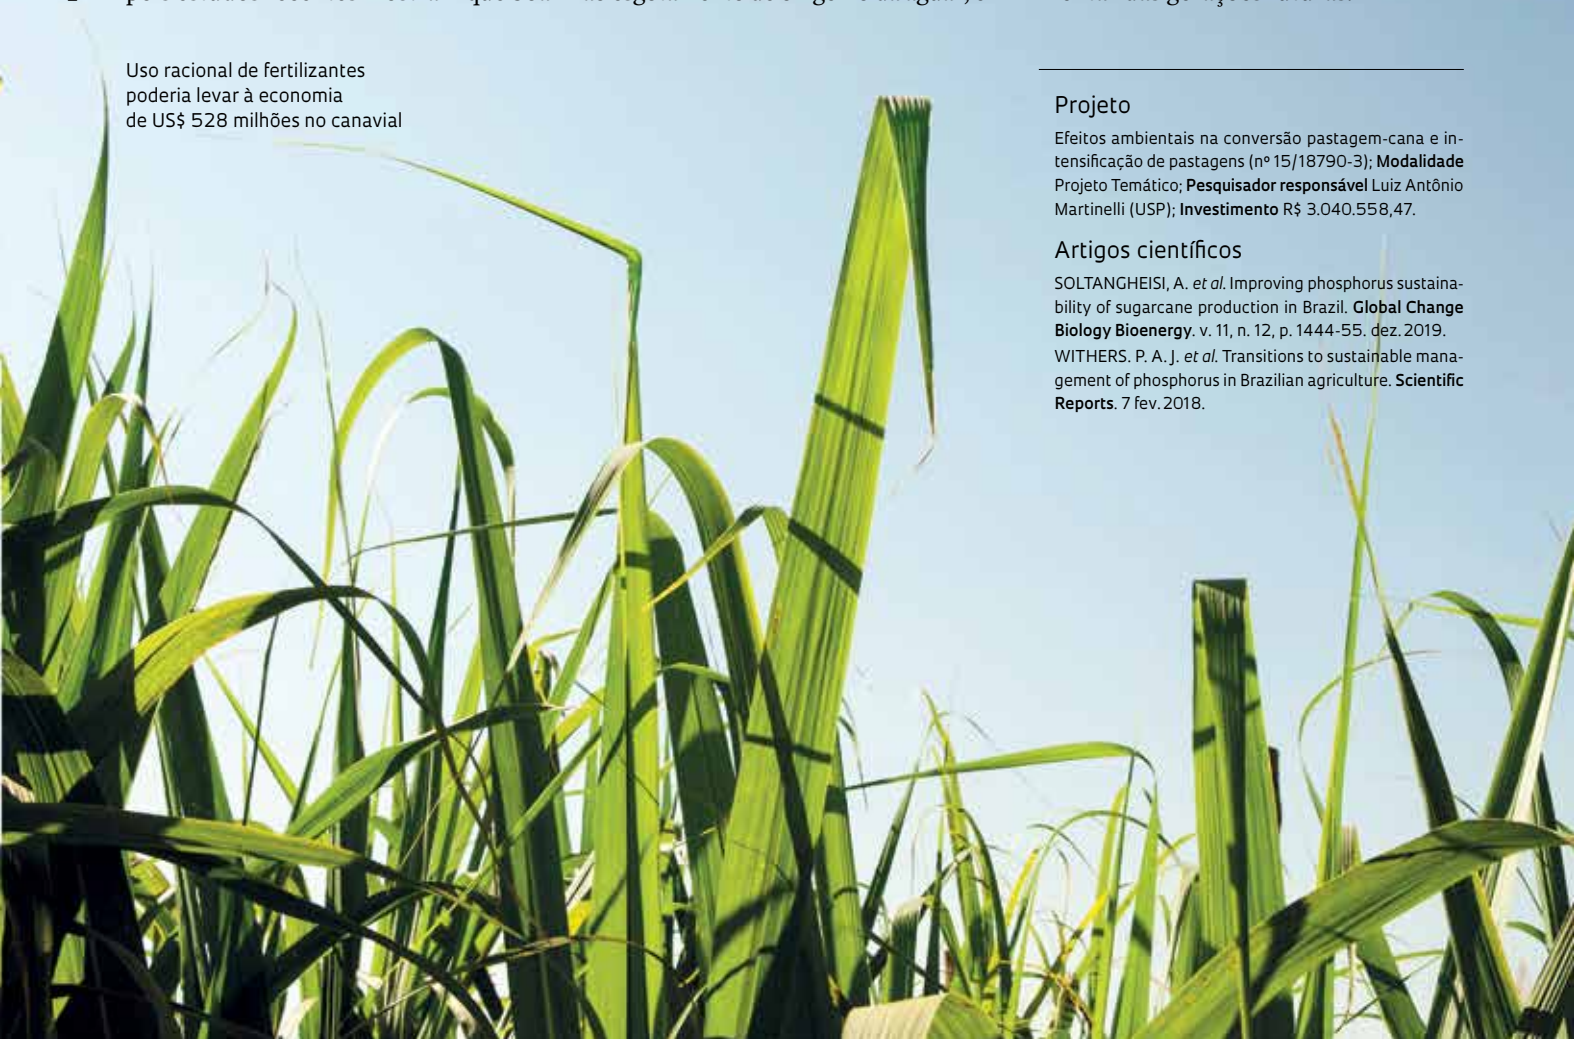 Uso racional de fertilizantes
poderia levar à economia
de US$ 528 milhões no canavial
Projeto
Efeitos ambientais na conversão pastagem-cana e in-
tensificação de pastagens (nº 15/18790-3); Modalidade
Projeto Temático; Pesquisador responsável Luiz Antônio
Martinelli (USP); Investimento R$ 3.040.558,47.
Artigos científicos
SOLTANGHEISI, A. et al. Improving phosphorus sustaina-
bility of sugarcane production in Brazil. Global Change
Biology Bioenergy. v. 11, n. 12, p. 1444-55. dez. 2019.
WITHERS. P. A. J. et al. Transitions to sustainable mana-
gement of phosphorus in Brazilian agriculture. Scientific
Reports. 7 fev. 2018.